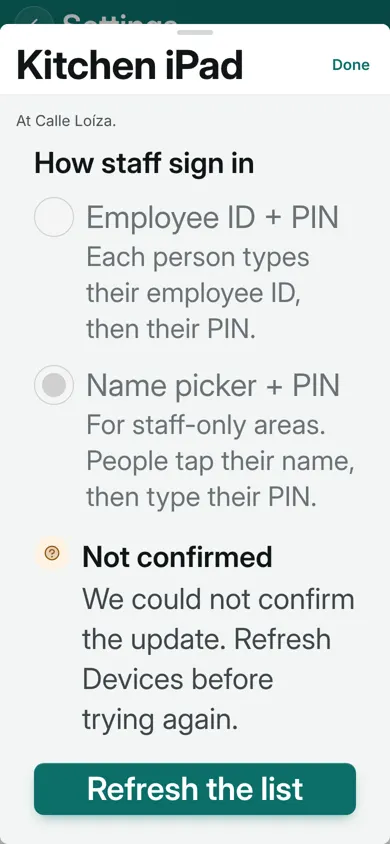 Settings
Kitchen iPad
Done
At Calle Loíza.
How staff sign in
Employee ID + PIN
Each person types
their employee ID,
then their PIN.
Name picker + PIN
For staff-only areas.
People tap their name,
then type their PIN.
Not confirmed
We could not confirm
the update. Refresh
Devices before
trying again.
Refresh the list